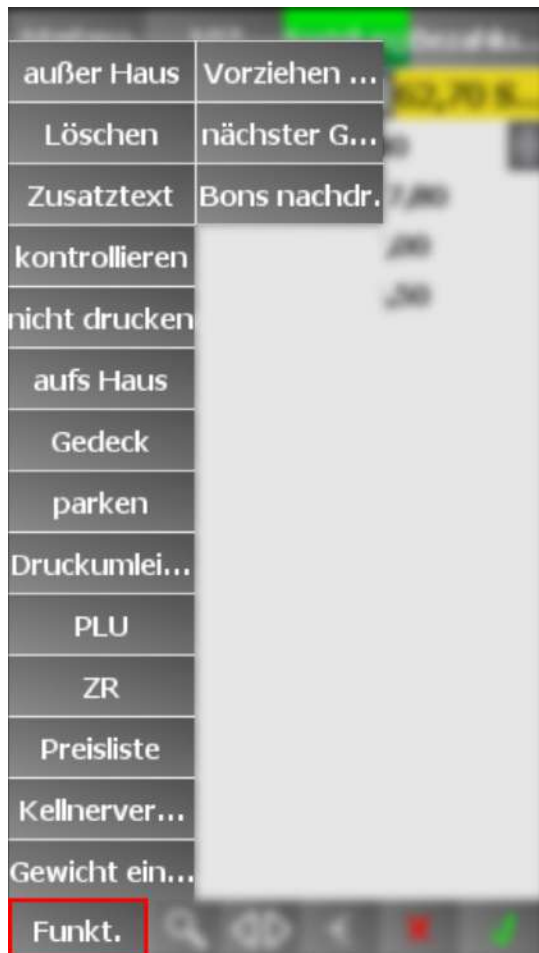 außer Haus
Vorziehen ...
Löschen
nächster G...
Zusatztext
Bons nachdr.
kontrollieren
nicht drucken
aufs Haus
Gedeck
parken
Druckumlei...
PLU
ZR
Preisliste
Kellnerver...
Gewicht ein...
Funkt.